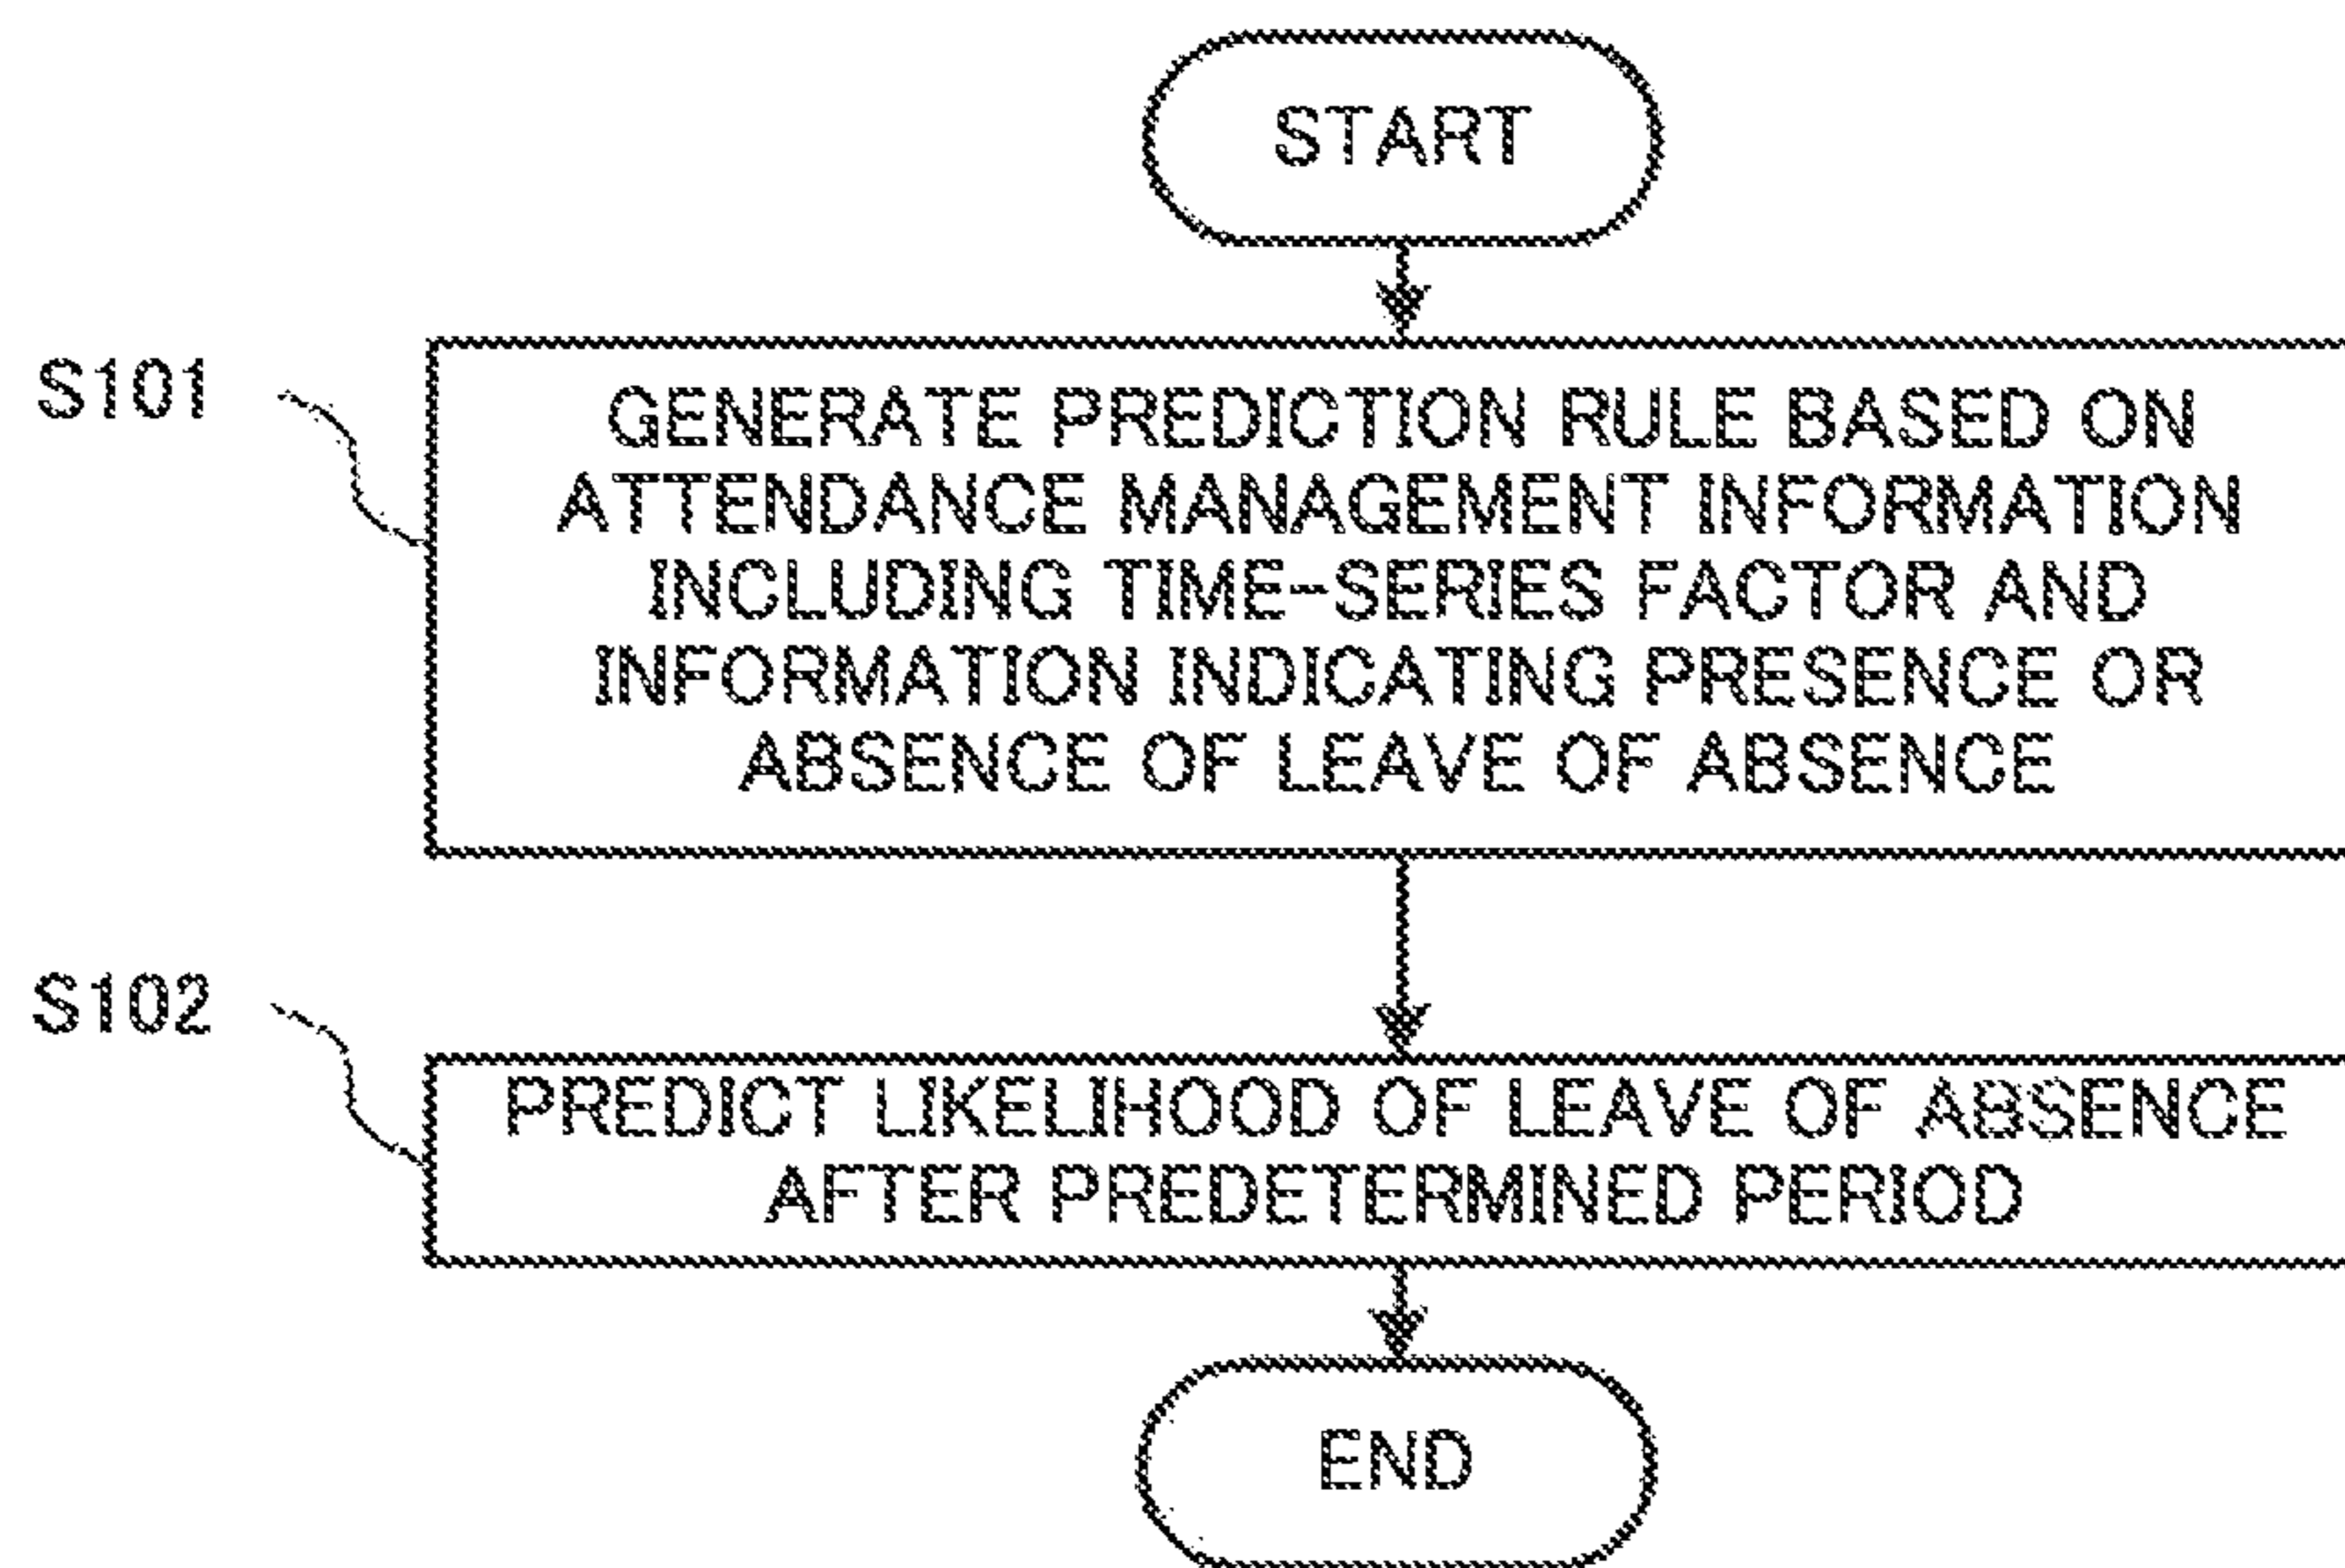 START
S101
GENERATE PREDICTION RULE BASED ON
ATTENDANCE MANAGEMENT INFORMATION
INCLUDING TIME-SERIES FACTOR AND
INFORMATION INDICATING PRESENCE OR
ABSENCE OF LEAVE OF ABSENCE
S102
PREDICT LIKELIHOOD OF LEAVE OF ABSENCE
AFTER PREDETERMINED PERIOD
END